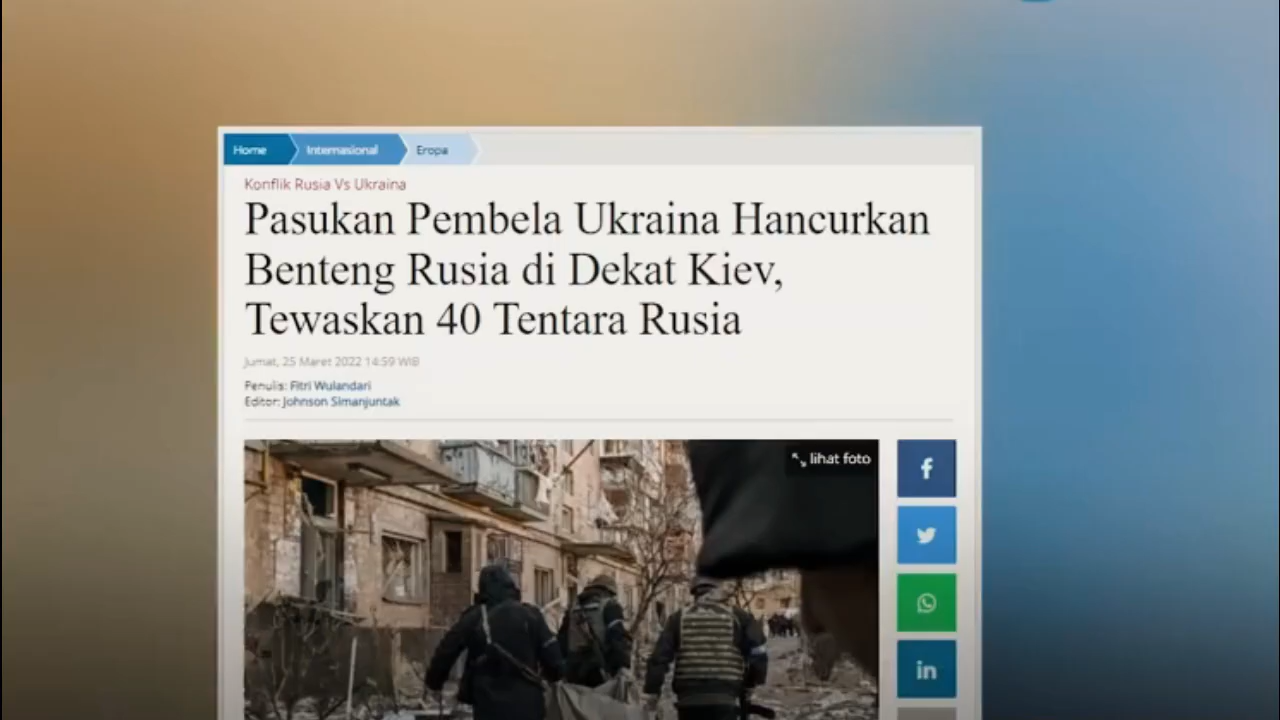 Home Internasional Eropa
Konflik Rusia Vs Ukraina
Pasukan Pembela Ukraina Hancurkan
Benteng Rusia di Dekat Kiev,
Tewaskan 40 Tentara Rusia
Jumat, 25 Maret 2022 14:59 WIB
Penulis: Fitri Wulandari
Editor: Johnson Simanjuntak
lihat foto
f
in